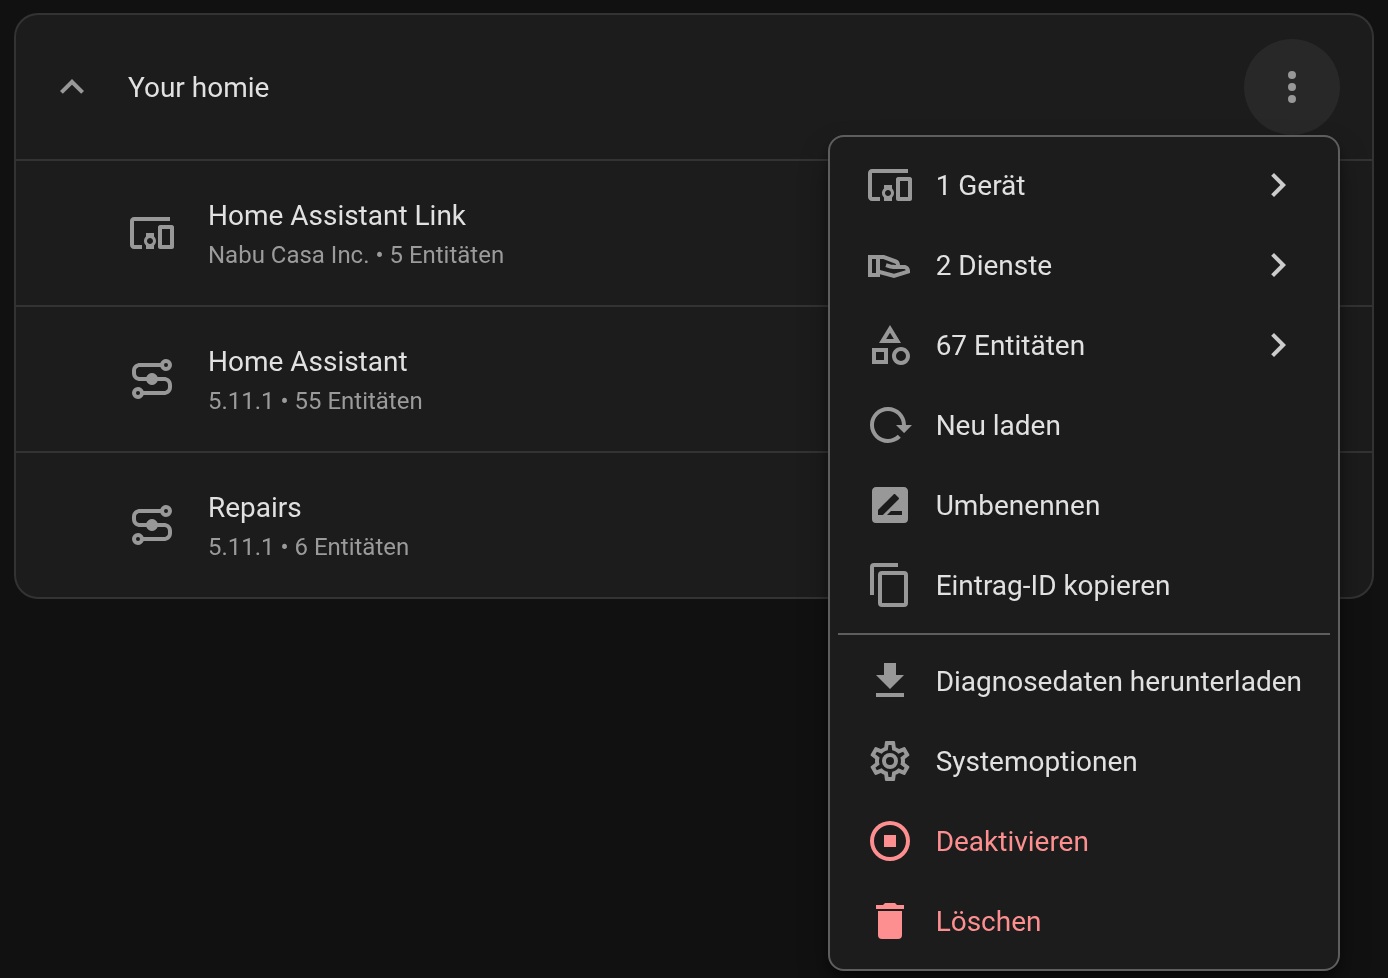 Your homie
Home Assistant Link
Nabu Casa Inc. • 5 Entitäten
Home Assistant
5.11.1 • 55 Entitäten
Repairs
5.11.1 • 6 Entitäten
1 Gerät
2 Dienste
67 Entitäten
Neu laden
Umbenennen
Eintrag-ID kopieren
Diagnosedaten herunterladen
Systemoptionen
Deaktivieren
Löschen